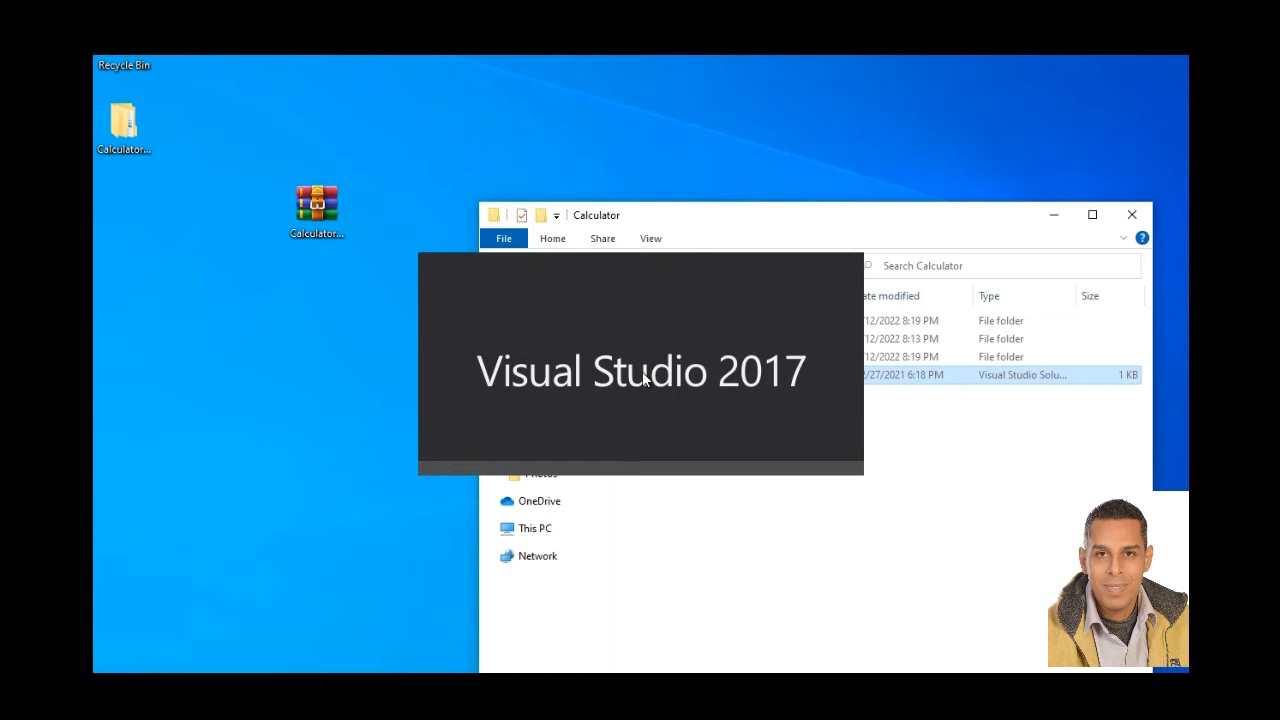 Recycle Bin
Calculator...
Calculator...
Calculator
File
Home
Share
View
Search Calculator
ate modified
Type
Size
/12/2022 8:19 PM
File folder
/12/2022 8:13 PM
File folder
/12/2022 8:19 PM
File folder
/27/2021 6:18 PM
Visual Studio Solu...
1 KB
Visual Studio 2017
OneDrive
This PC
Network